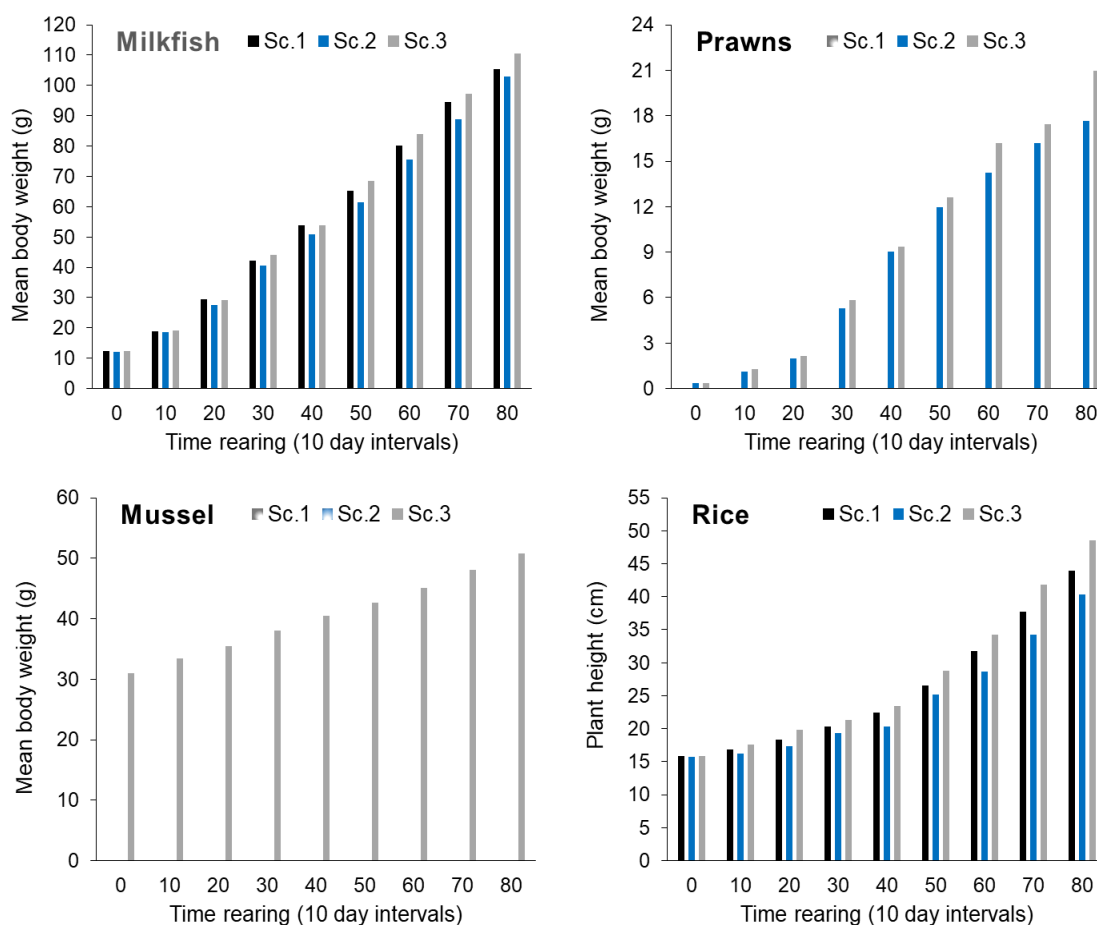 Milkfish Sc.1 Sc.2 Sc.3
Mean body weight (g)
120
110
100
90
80
70
60
50
40
30
20
10
0
0 10 20 30 40 50 60 70 80
Time rearing (10 day intervals)
Prawns Sc.1 Sc.2 Sc.3
Mean body weight (g)
24
21
18
15
12
9
6
3
0
0 10 20 30 40 50 60 70 80
Time rearing (10 day intervals)
Mussel Sc.1 Sc.2 Sc.3
Mean body weight (g)
60
50
40
30
20
10
0
0 10 20 30 40 50 60 70 80
Time rearing (10 day intervals)
Rice Sc.1 Sc.2 Sc.3
Plant height (cm)
55
50
45
40
35
30
25
20
15
10
5
0
0 10 20 30 40 50 60 70 80
Time rearing (10 day intervals)